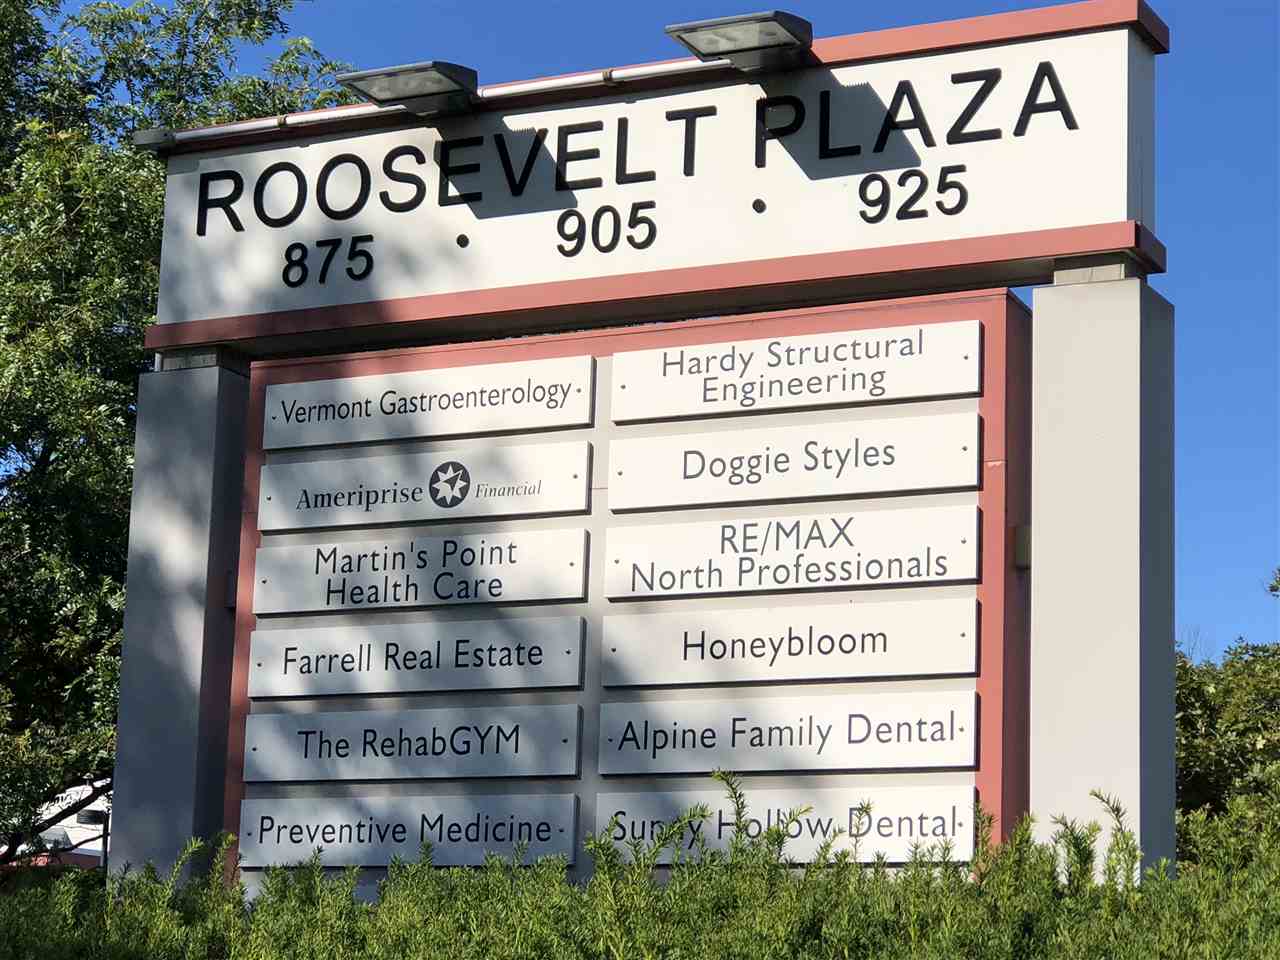 ROOSEVELT PLAZA
875 • 905 • 925
Vermont Gastroenterology
Ameriprise Financial
Martin's Point
Health Care
Farrell Real Estate
The RehabGYM
Preventive Medicine
Hardy Structural
Engineering
Doggie Styles
RE/MAX
North Professionals
Honeybloom
Alpine Family Dental
Sunny Hollow Dental